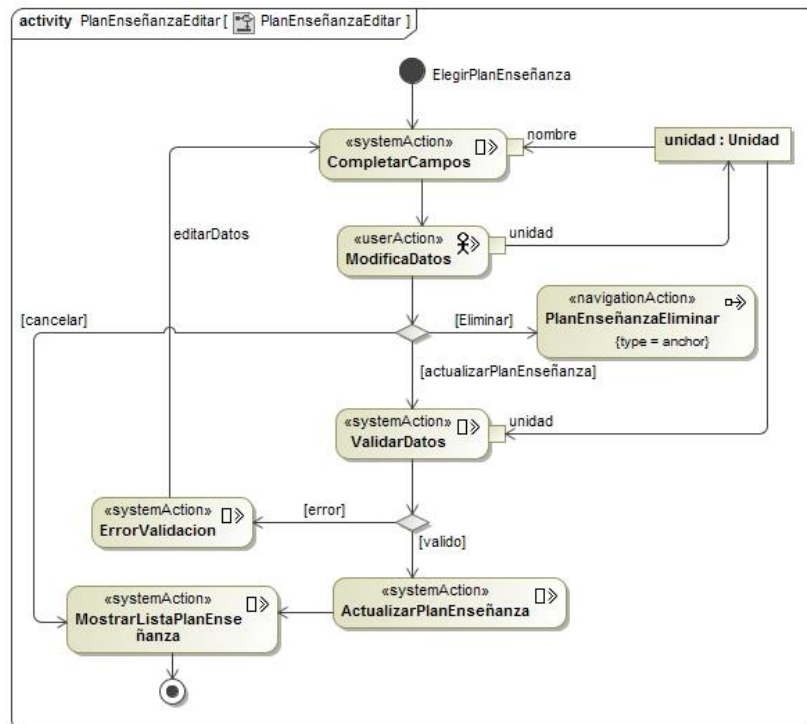 activity PlanEnseñanzaEditar [ PlanEnseñanzaEditar ]
ElegirPlanEnseñanza
«systemAction»
CompletarCampos
nombre
unidad : Unidad
editarDatos
«userAction»
ModificaDatos
unidad
[cancelar]
[Eliminar]
«navigationAction»
PlanEnseñanzaEliminar
{type = anchor}
[actualizarPlanEnseñanza]
«systemAction»
ValidarDatos
unidad
«systemAction»
ErrorValidacion
[error]
[valido]
«systemAction»
MostrarListaPlanEnse
ñanza
«systemAction»
ActualizarPlanEnseñanza